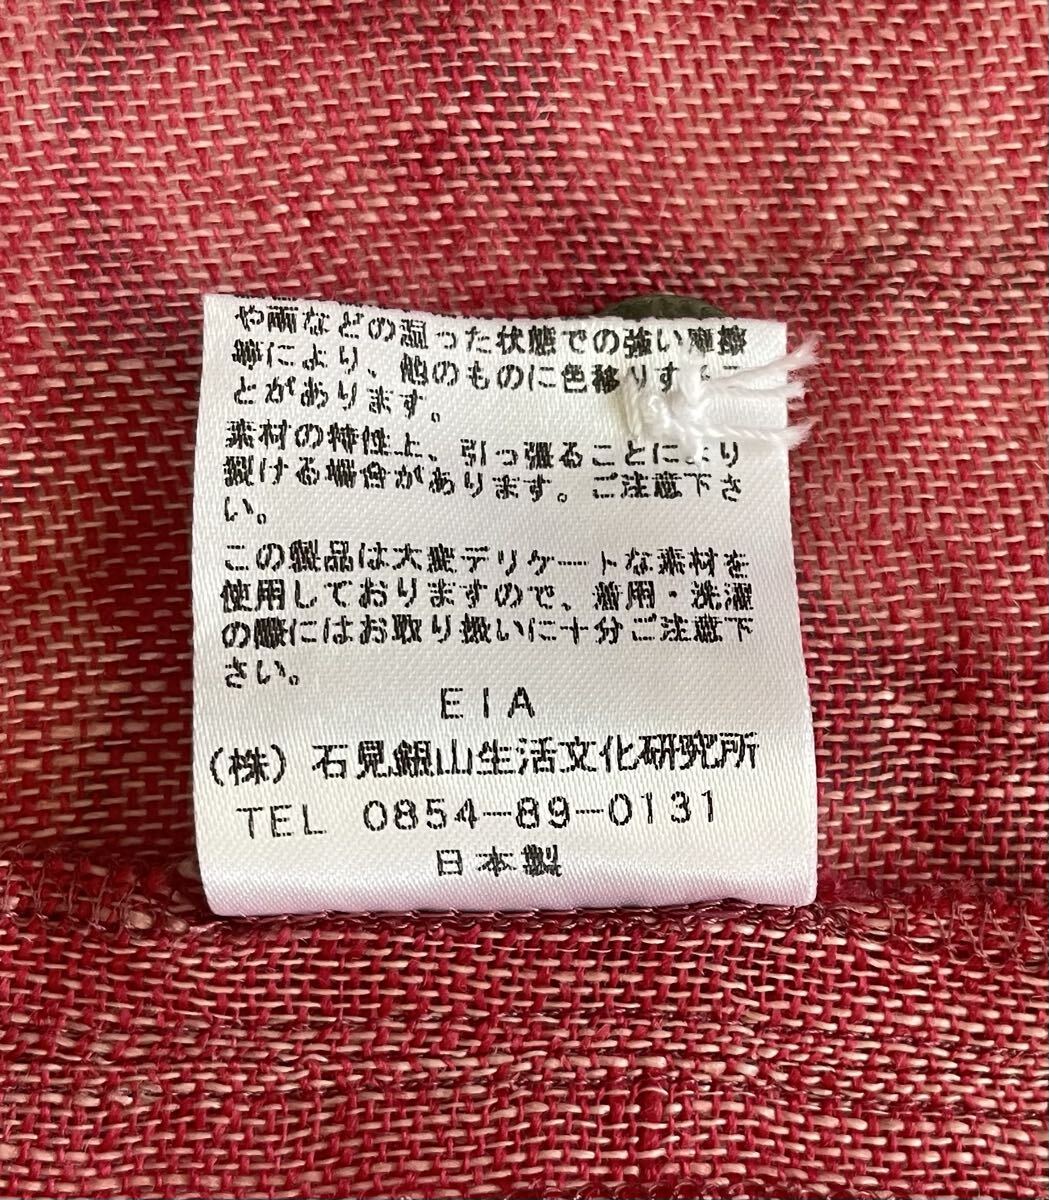 や雨などの湿った状態での強い摩擦
等により、他のものに色移りすること
とがあります。
素材の特性上、引っ張ることにより
裂ける場合があります。ご注意下さ
い。
この製品は大変デリケートな素材を
使用しておりますので、着用・洗濯
の際にはお取り扱いに十分ご注意下
さい。
EIA
(株) 石見銀山生活文化研究所
TEL 0854-89-0131
日本製